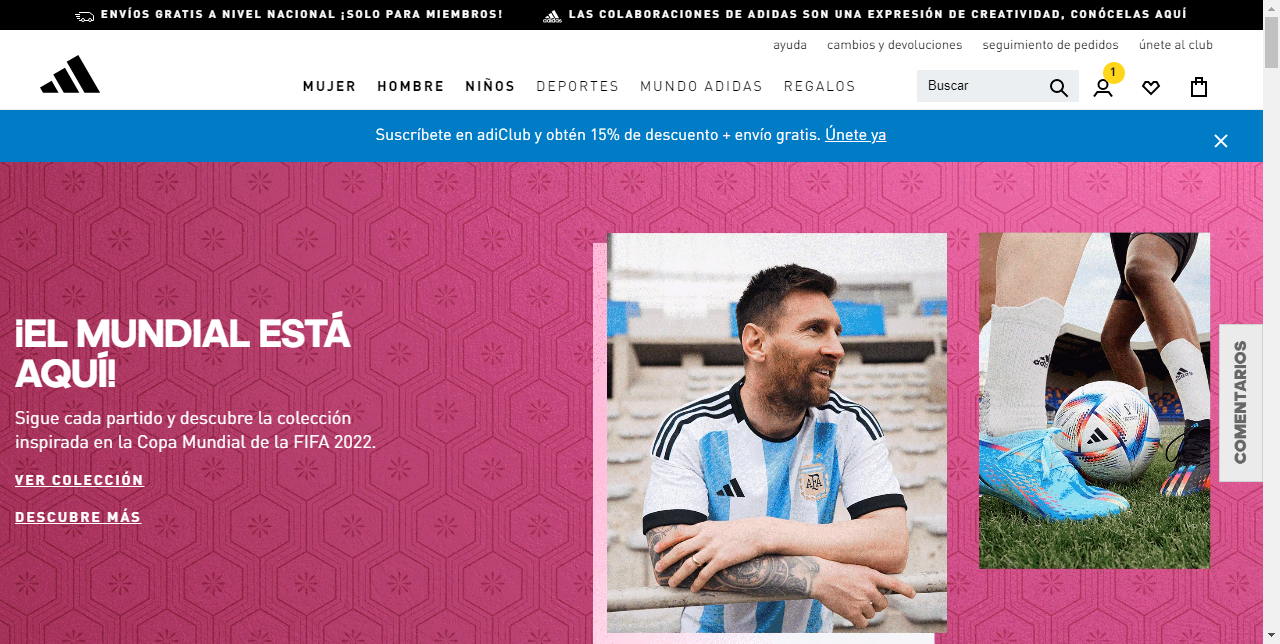 ENVÍOS GRATIS A NIVEL NACIONAL ¡SOLO PARA MIEMBROS!
adidas LAS COLABORACIONES DE ADIDAS SON UNA EXPRESIÓN DE CREATIVIDAD, CONÓCELAS AQUÍ
ayuda cambios y devoluciones seguimiento de pedidos únete al club
MUJER HOMBRE NIÑOS DEPORTES MUNDO ADIDAS REGALOS Buscar 1
Suscríbete en adiClub y obtén 15% de descuento + envío gratis. Únete ya
¡EL MUNDIAL ESTÁ
AQUÍ!
Sigue cada partido y descubre la colección
inspirada en la Copa Mundial de la FIFA 2022.
VER COLECCIÓN
DESCUBRE MÁS
AFA
COMENTARIOS